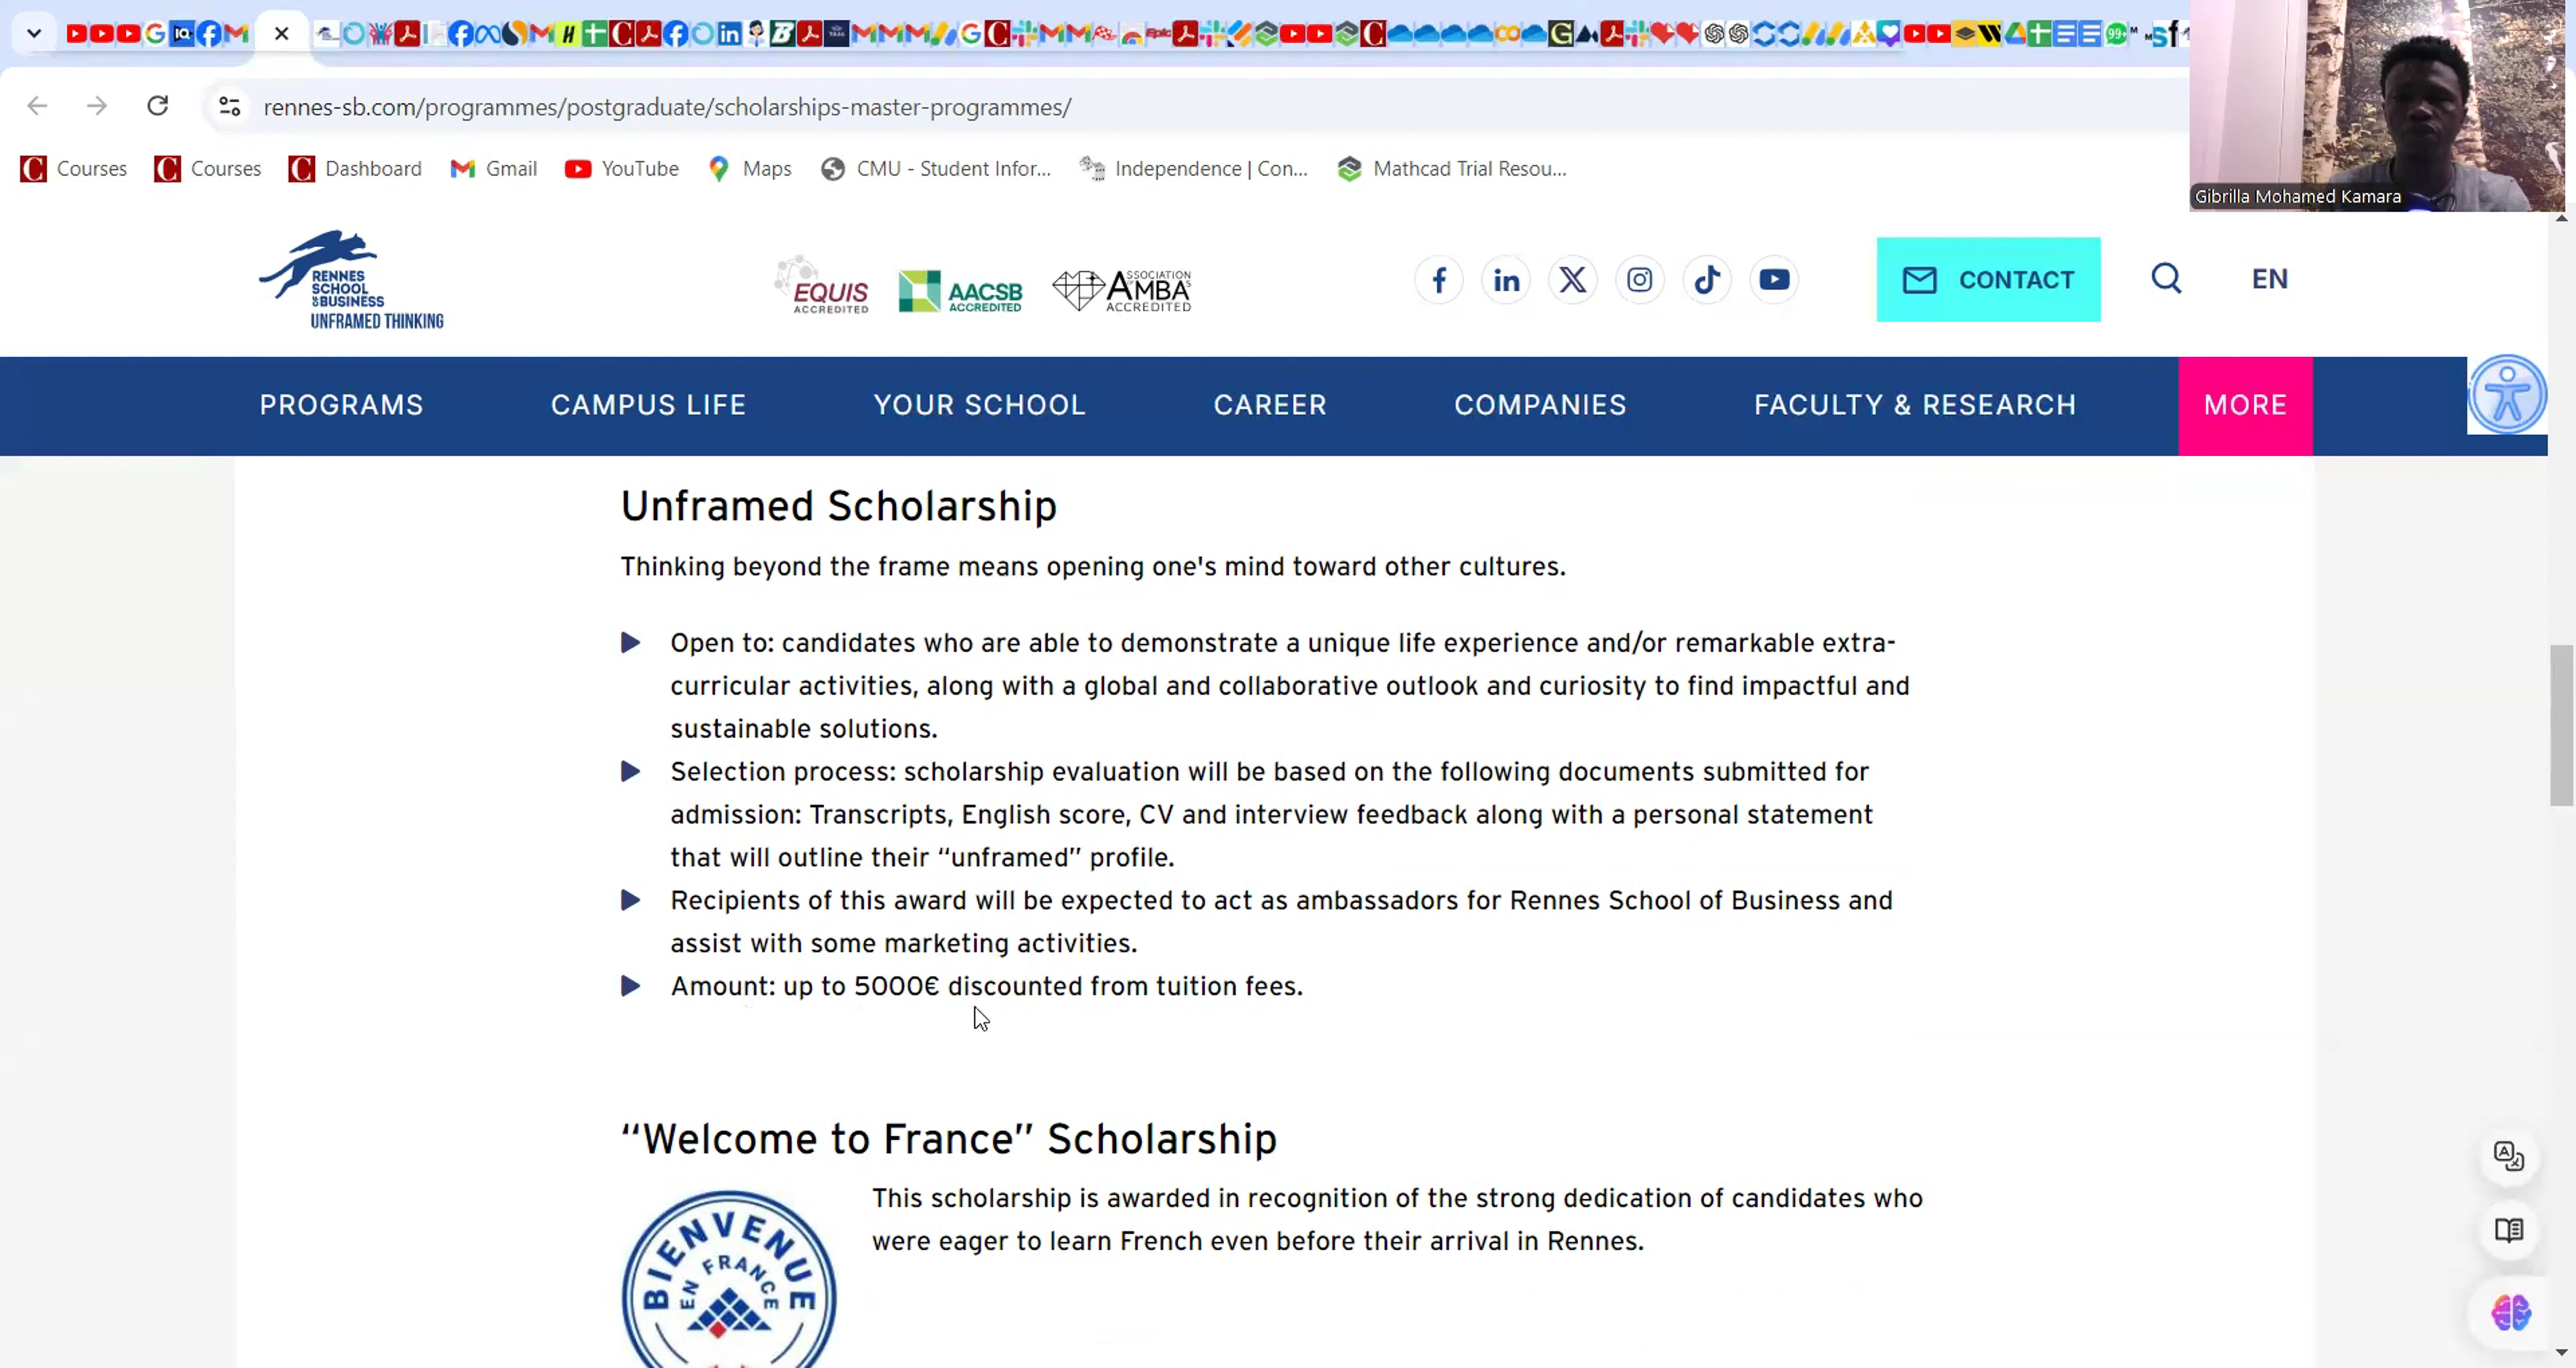 rennes-sb.com/programmes/postgraduate/scholarships-master-programmes/
Gibrilla Mohamed Kamara
Courses
Courses
Dashboard
Gmail
YouTube
Maps
CMU - Student Infor...
Independence | Con...
Mathcad Trial Resou...
RENNES
SCHOOL
OF BUSINESS
UNFRAMED THINKING
EQUIS
ACCREDITED
AACSB
ACCREDITED
ASSOCIATION
AMBA
ACCREDITED
CONTACT
EN
PROGRAMS
CAMPUS LIFE
YOUR SCHOOL
CAREER
COMPANIES
FACULTY & RESEARCH
MORE
Unframed Scholarship
Thinking beyond the frame means opening one's mind toward other cultures.
Open to: candidates who are able to demonstrate a unique life experience and/or remarkable extra-
curricular activities, along with a global and collaborative outlook and curiosity to find impactful and
sustainable solutions.
Selection process: scholarship evaluation will be based on the following documents submitted for
admission: Transcripts, English score, CV and interview feedback along with a personal statement
that will outline their “unframed” profile.
Recipients of this award will be expected to act as ambassadors for Rennes School of Business and
assist with some marketing activities.
Amount: up to 5000€ discounted from tuition fees.
“Welcome to France” Scholarship
This scholarship is awarded in recognition of the strong dedication of candidates who
were eager to learn French even before their arrival in Rennes.
BIENVENUE
EN FRANCE